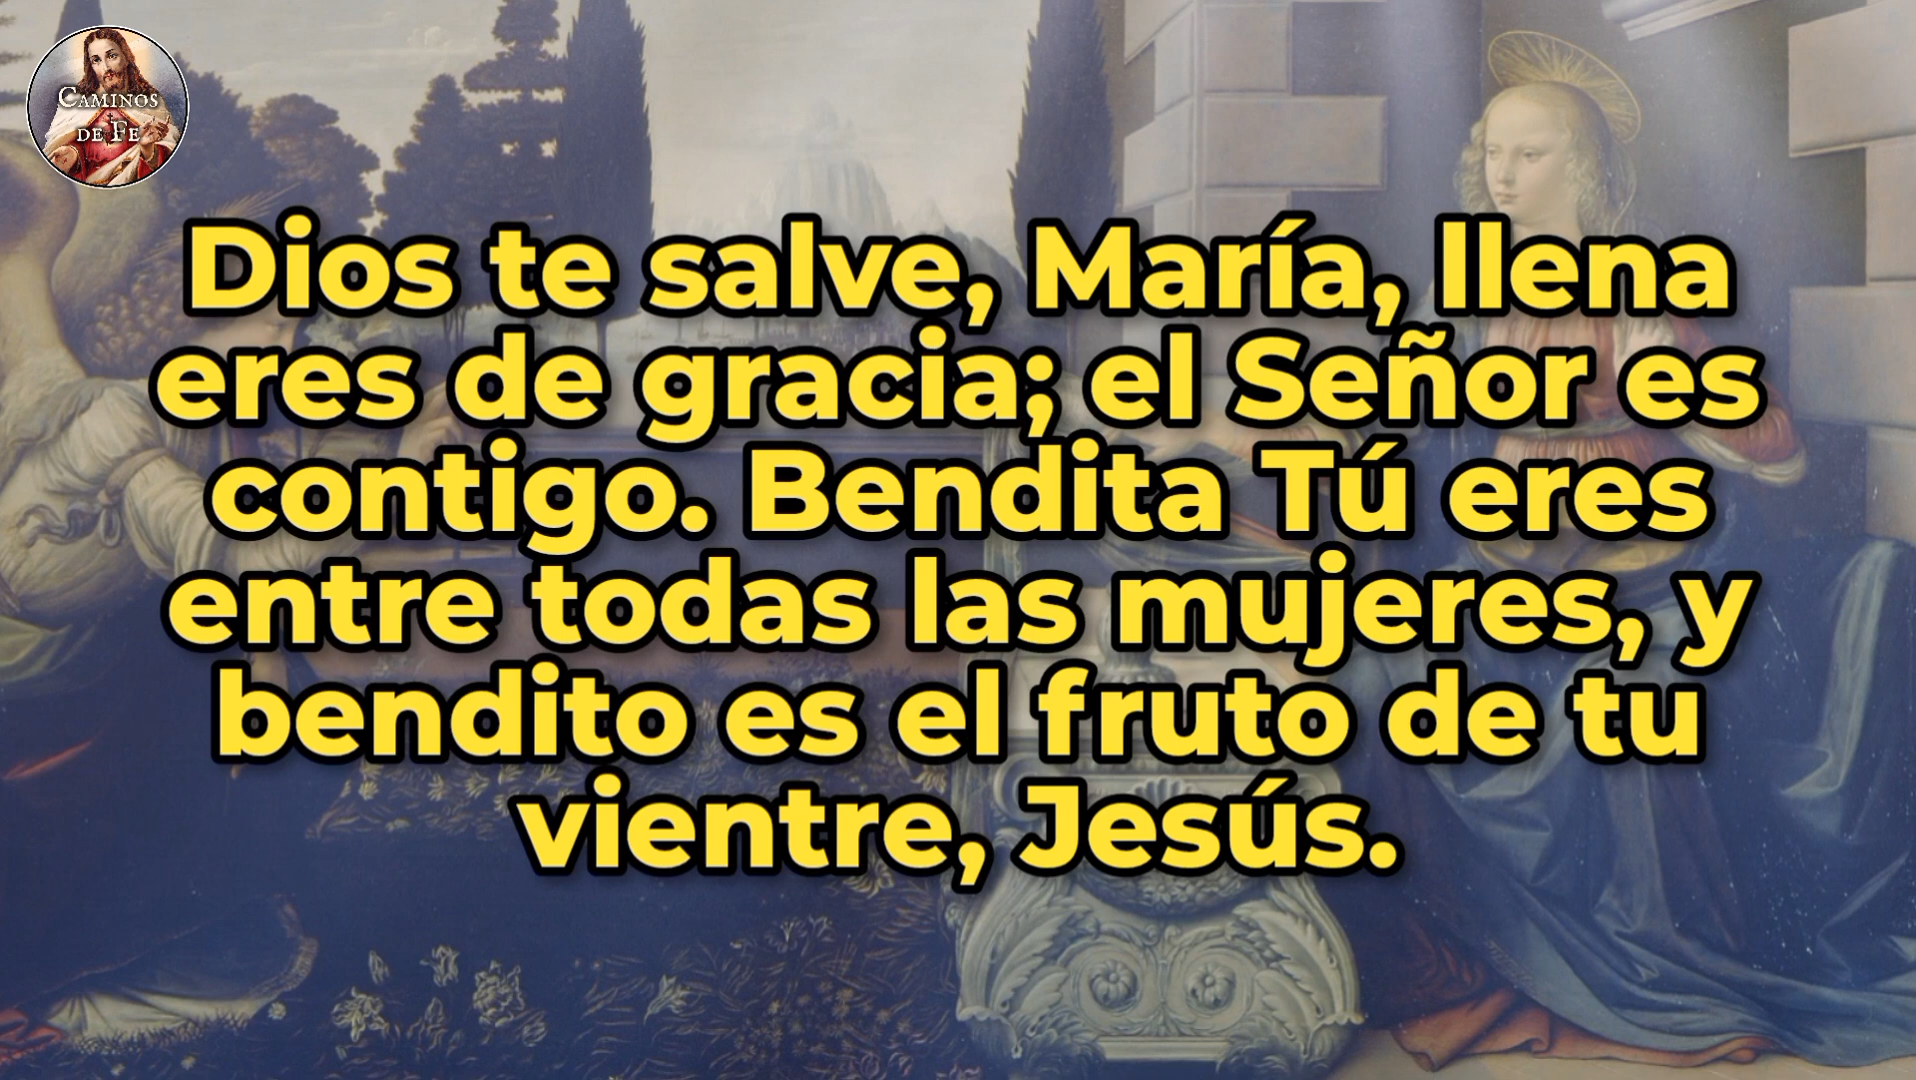 CAMINOS
DE FE
Dios te salve, María, llena
eres de gracia; el Señor es
contigo. Bendita Tú eres
entre todas las mujeres, y
bendito es el fruto de tu
vientre, Jesús.